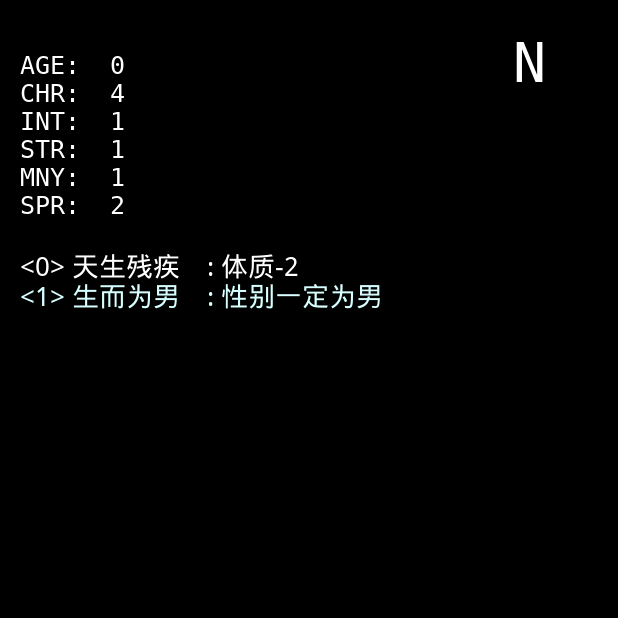 N
AGE: 0
CHR: 4
INT: 1
STR: 1
MNY: 1
SPR: 2
<0> 天生残疾 : 体质-2
<1> 生而为男 : 性别一定为男